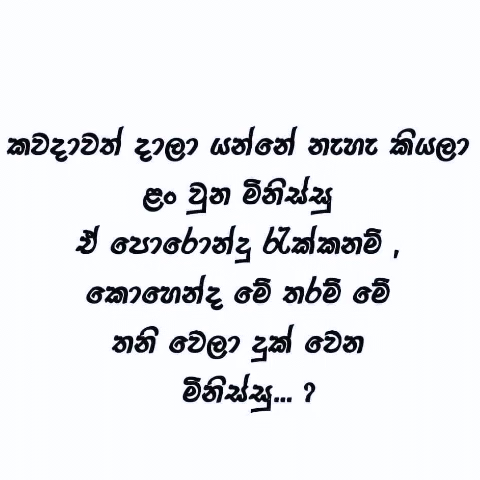 කවදාවත් දාලා යන්නේ නැහැ කියලා
ළං වුන මිනිස්සු
ඒ පොරොන්දු රැක්කනම් ,
කොහෙන්ද මේ තරම් මේ
තනි වෙලා දුක් වෙන
මිනිස්සු... ?